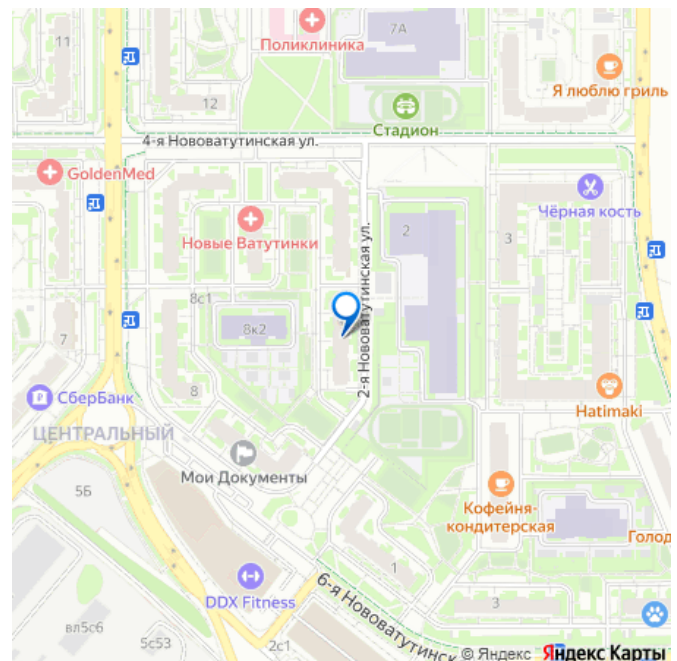 11
7А
Поликлиника
Я люблю гриль
12
Стадион
4-я Нововатутинская ул.
GoldenMed
Чёрная кость
2
3
Новые Ватутинки
2-я Нововатутинская ул.
8с1
8к2
7
8
СберБанк
Hatimaki
ЦЕНТРАЛЬНЫЙ
Мои Документы
5Б
Кофейня-
кондитерская
Голод
1
DDX Fitness
6-я Нововатутинск
3
вл5с6
5с53
2с1
© Яндекс Яндекс Карты